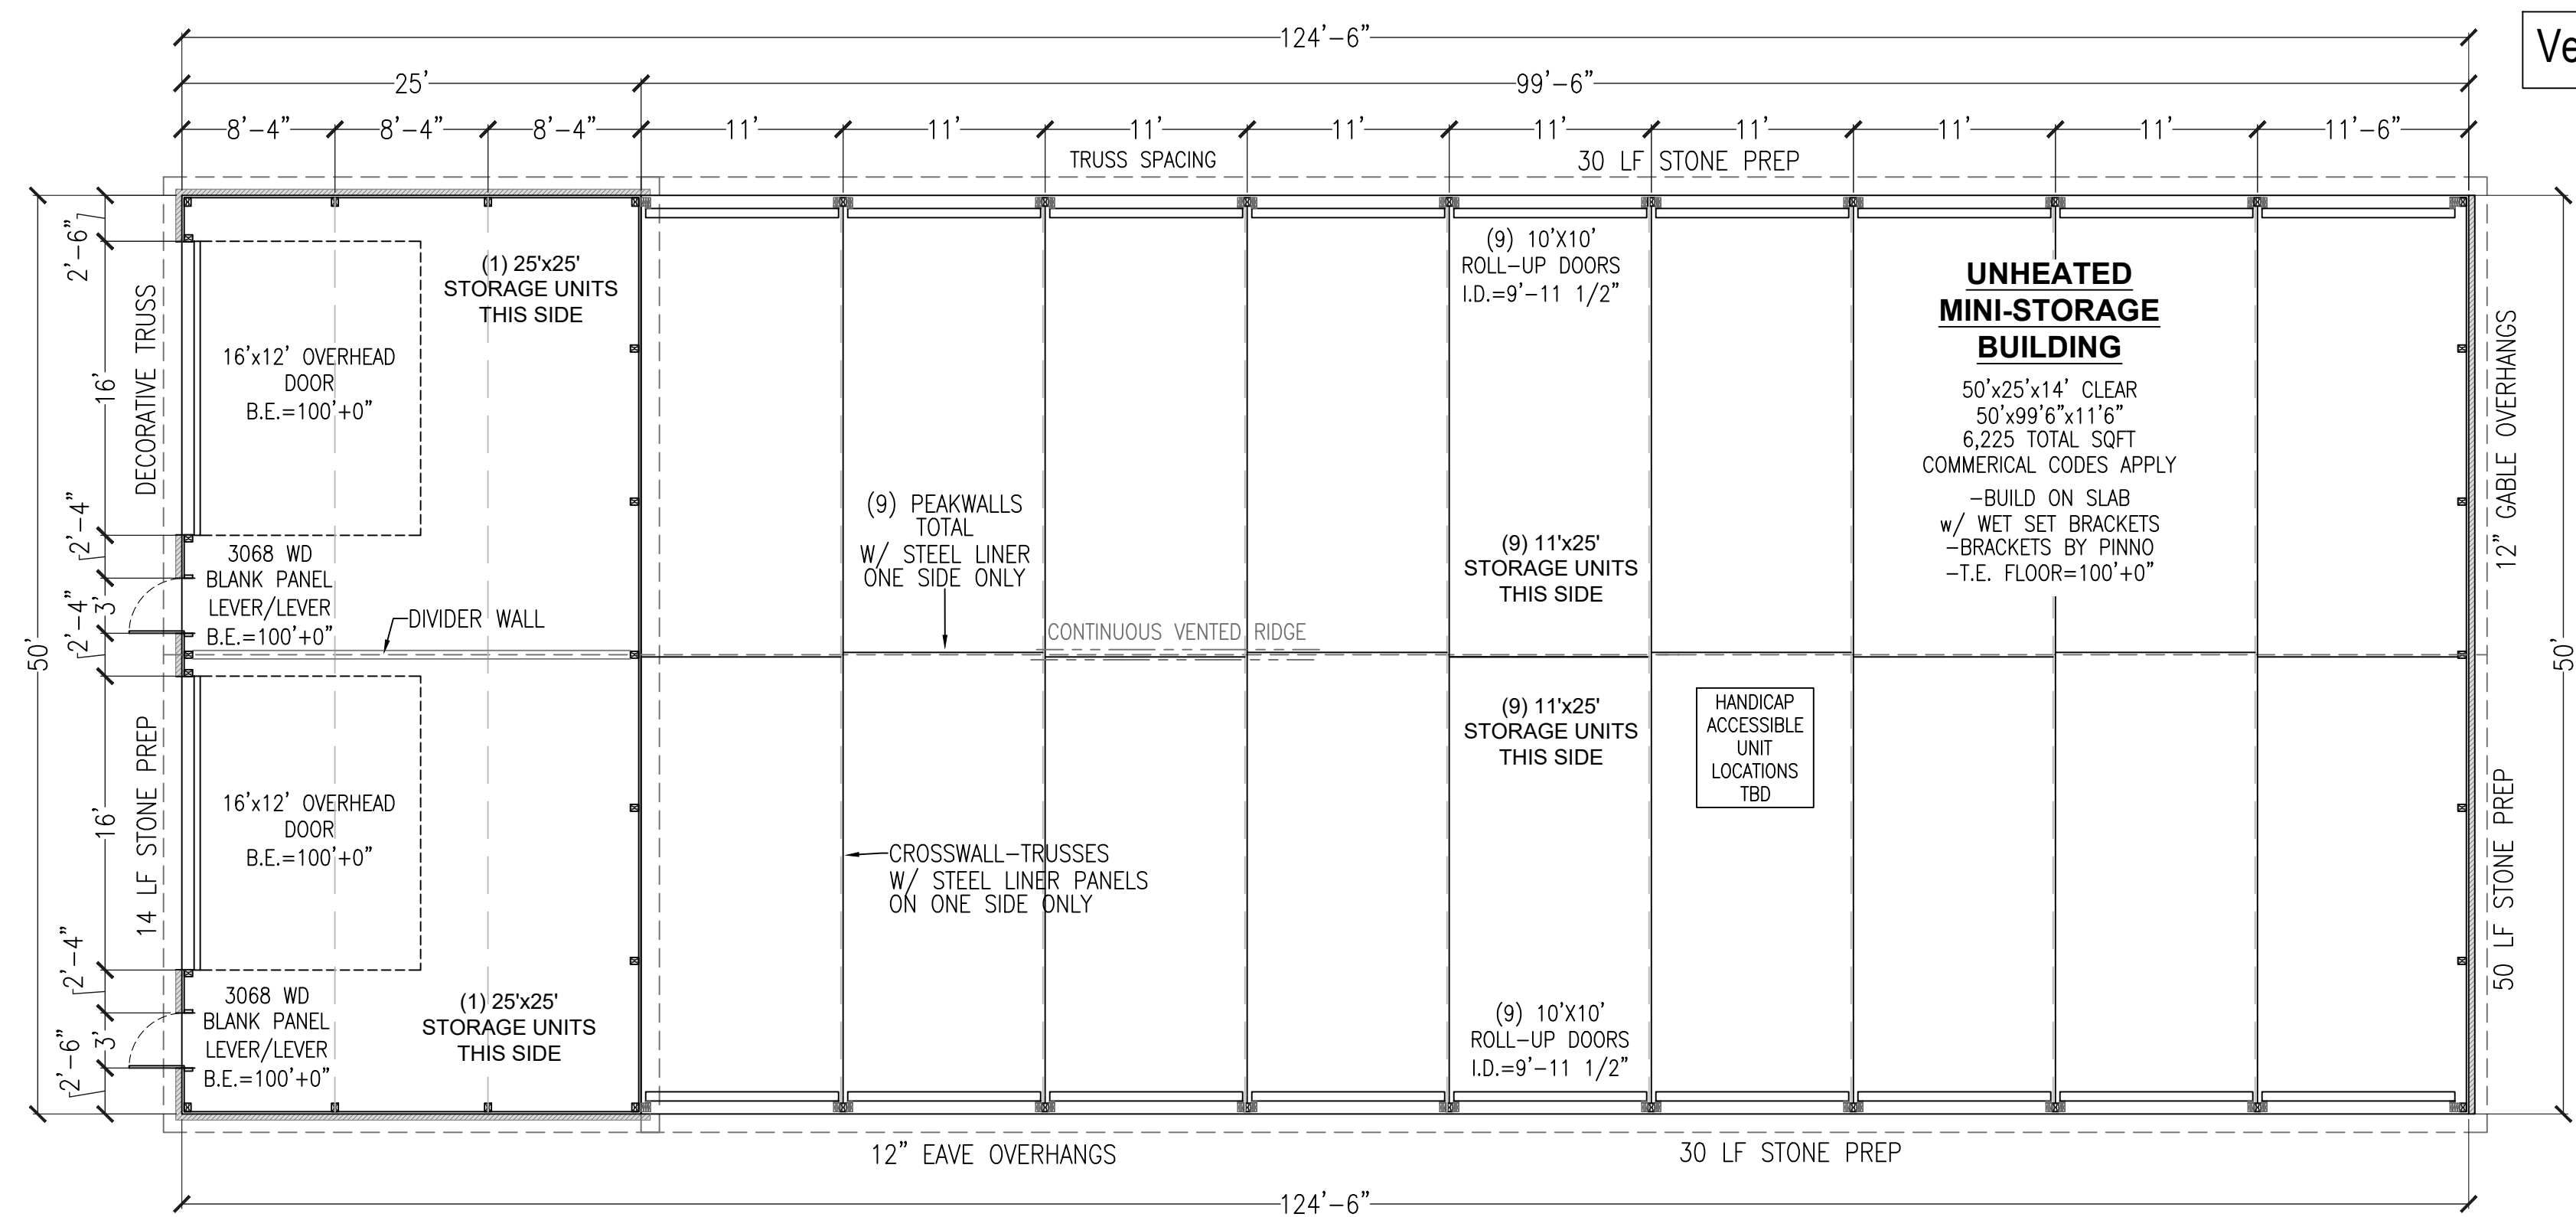 124'-6"
Ve
25'
99'-6"
8'-4"
8'-4"
8'-4"
11'
11'
11'
11'
11'
11'
11'
11'
11'-6"
TRUSS SPACING
30 LF STONE PREP
2'-6"
16'
2'-4"
3'
2'-4"
16'
2'-4"
3'
2'-6"
50'
DECORATIVE TRUSS
14 LF STONE PREP
(1) 25'x25'
STORAGE UNITS
THIS SIDE
16'x12' OVERHEAD
DOOR
B.E.=100'+0"
3068 WD
BLANK PANEL
LEVER/LEVER
B.E.=100'+0"
DIVIDER WALL
16'x12' OVERHEAD
DOOR
B.E.=100'+0"
3068 WD
BLANK PANEL
LEVER/LEVER
B.E.=100'+0"
(1) 25'x25'
STORAGE UNITS
THIS SIDE
(9) PEAKWALLS
TOTAL
W/ STEEL LINER
ONE SIDE ONLY
CONTINUOUS VENTED RIDGE
CROSSWALL-TRUSSES
W/ STEEL LINER PANELS
ON ONE SIDE ONLY
(9) 10'X10'
ROLL-UP DOORS
I.D.=9'-11 1/2"
(9) 11'x25'
STORAGE UNITS
THIS SIDE
(9) 11'x25'
STORAGE UNITS
THIS SIDE
(9) 10'X10'
ROLL-UP DOORS
I.D.=9'-11 1/2"
HANDICAP
ACCESSIBLE
UNIT
LOCATIONS
TBD
UNHEATED
MINI-STORAGE
BUILDING
50'x25'x14' CLEAR
50'x99'6"x11'6"
6,225 TOTAL SQFT
COMMERICAL CODES APPLY
-BUILD ON SLAB
w/ WET SET BRACKETS
-BRACKETS BY PINNO
-T.E. FLOOR=100'+0"
12" GABLE OVERHANGS
50 LF STONE PREP
50'
12" EAVE OVERHANGS
30 LF STONE PREP
124'-6"